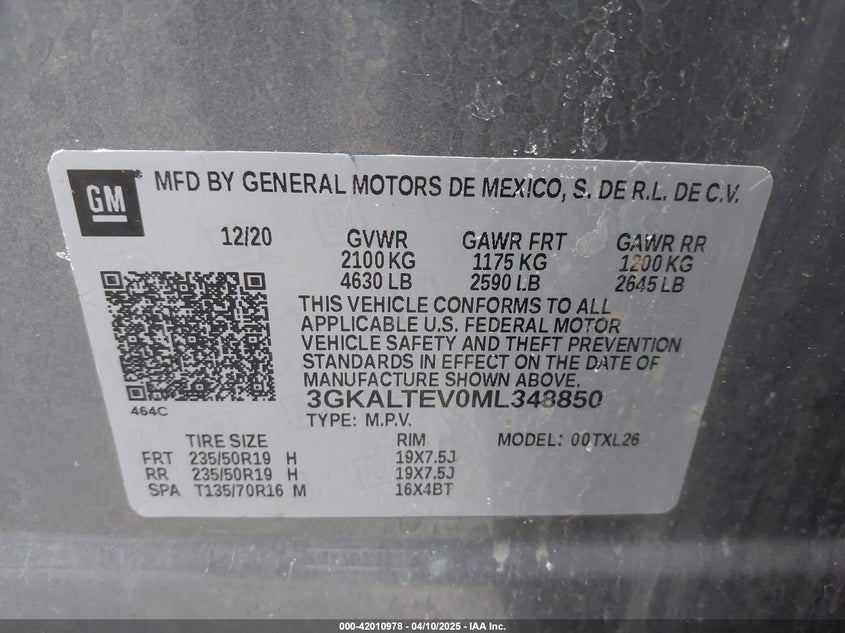 GM
MFD BY GENERAL MOTORS DE MEXICO, S. DE R.L. DE C.V.
12/20 GVWR GAWR FRT GAWR RR
2100 KG 1175 KG 1200 KG
4630 LB 2590 LB 2645 LB
THIS VEHICLE CONFORMS TO ALL
APPLICABLE U.S. FEDERAL MOTOR
VEHICLE SAFETY AND THEFT PREVENTION
STANDARDS IN EFFECT ON THE DATE OF
MANUFACTURE SHOWN ABOVE.
464C
3GKALTEV0ML348850
TYPE: M.P.V.
TIRE SIZE RIM MODEL: 00TXL26
FRT 235/50R19 H 19X7.5J
RR 235/50R19 H 19X7.5J
SPA T135/70R16 M 16X4BT
000-42010978 - 04/10/2025 - IAA Inc.